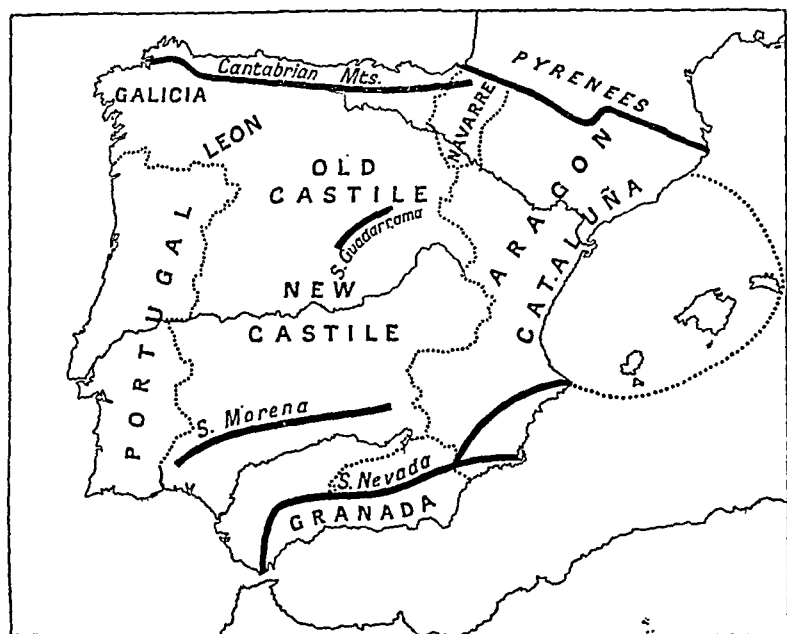 Cantabrian Mts.
PYRENEES
GALICIA
NAVARRE
LEON
OLD
CASTILE
ARAGON
CATALUÑA
S. Guadarrama
PORTUGAL
NEW
CASTILE
S. Morena
S. Nevada
GRANADA